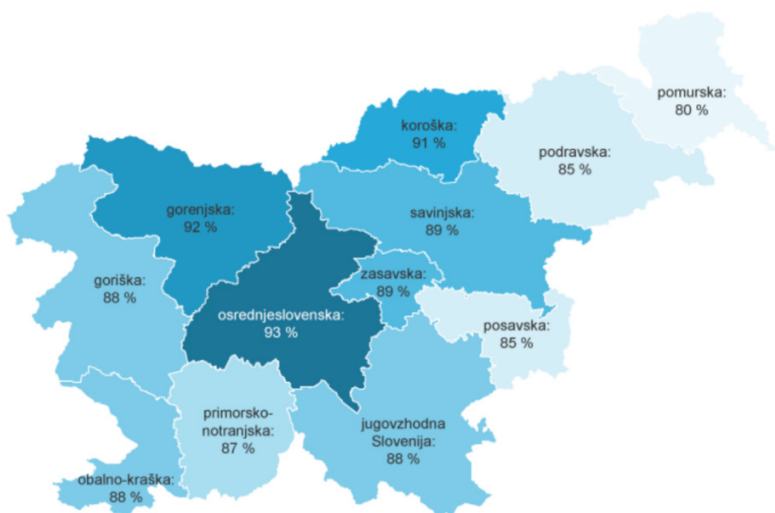 pomurska:
80 %
koroška:
91 %
podravska:
85 %
gorenjska:
92 %
savinjska:
89 %
goriška:
88 %
zasavska:
89 %
osrednjeslovenska:
93 %
posavska:
85 %
primorsko-
notranjska:
87 %
jugovzhodna
Slovenija:
88 %
obalno-kraška:
88 %